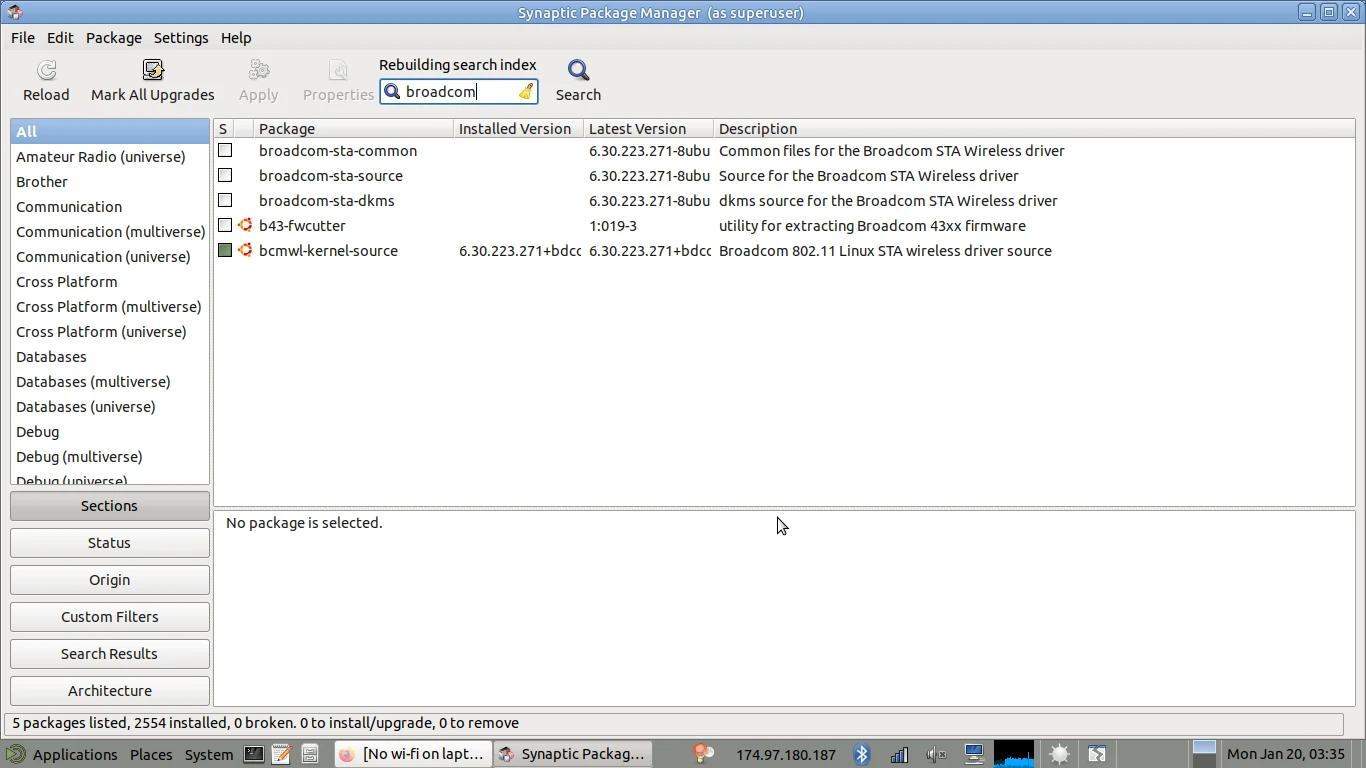 Synaptic Package Manager (as superuser)
File Edit Package Settings Help
Rebuilding search index
Reload Mark All Upgrades Apply Properties broadcom Search
All
Amateur Radio (universe)
Brother
Communication
Communication (multiverse)
Communication (universe)
Cross Platform
Cross Platform (multiverse)
Cross Platform (universe)
Databases
Databases (multiverse)
Databases (universe)
Debug
Debug (multiverse)
Debug (universe)
Sections
Status
Origin
Custom Filters
Search Results
Architecture
S Package Installed Version Latest Version Description
broadcom-sta-common 6.30.223.271-8ubu Common files for the Broadcom STA Wireless driver
broadcom-sta-source 6.30.223.271-8ubu Source for the Broadcom STA Wireless driver
broadcom-sta-dkms 6.30.223.271-8ubu dkms source for the Broadcom STA Wireless driver
b43-fwcutter 1:019-3 utility for extracting Broadcom 43xx firmware
bcmwl-kernel-source 6.30.223.271+bdcc 6.30.223.271+bdcc Broadcom 802.11 Linux STA wireless driver source
No package is selected.
5 packages listed, 2554 installed, 0 broken. 0 to install/upgrade, 0 to remove
Applications Places System [No wi-fi on lapt... Synaptic Packag... 174.97.180.187 Mon Jan 20, 03:35